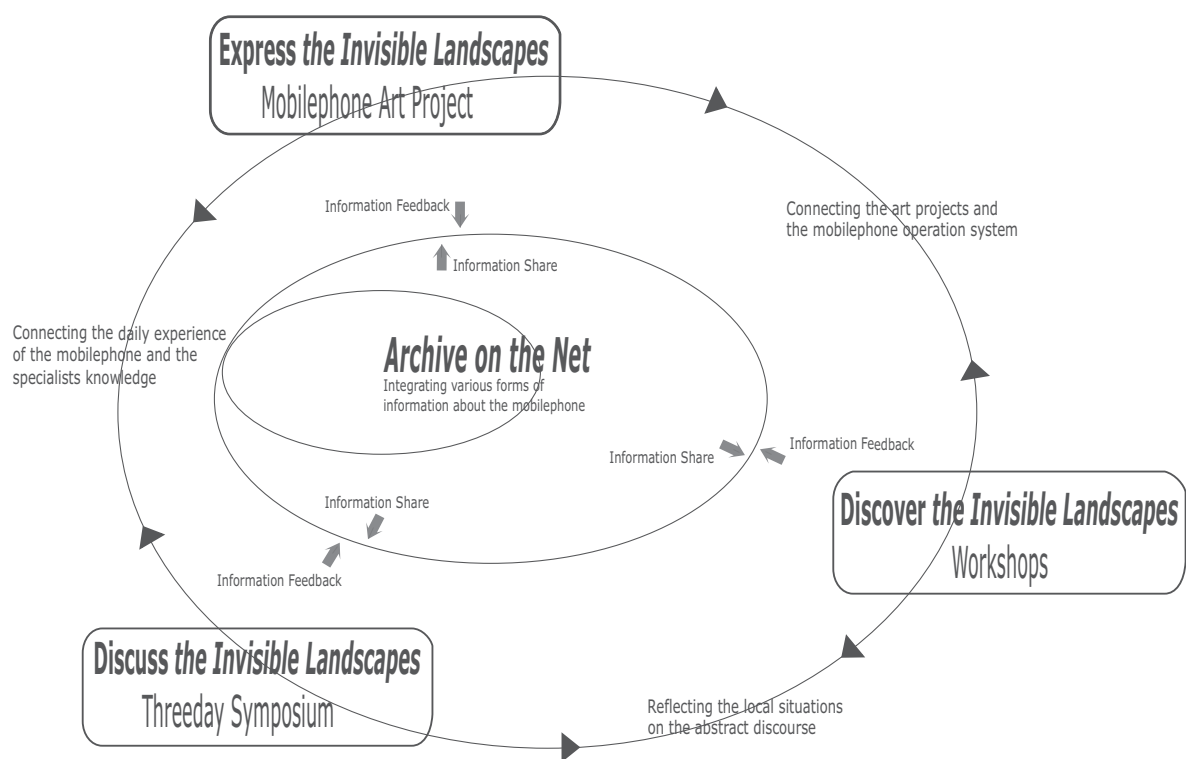 Express the Invisible Landscapes
Mobilephone Art Project
Information Feedback
Information Share
Connecting the art projects and
the mobilephone operation system
Connecting the daily experience
of the mobilephone and the
specialists knowledge
Archive on the Net
Integrating various forms of
information about the mobilephone
Information Share
Information Feedback
Information Share
Information Feedback
Discover the Invisible Landscapes
Workshops
Discuss the Invisible Landscapes
Threeday Symposium
Reflecting the local situations
on the abstract discourse